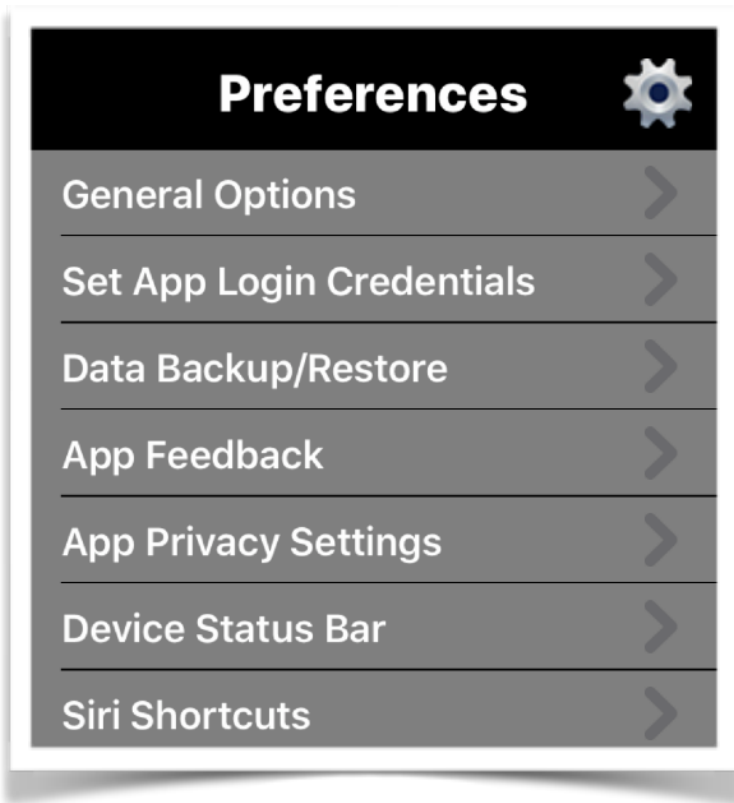 Preferences
General Options
Set App Login Credentials
Data Backup/Restore
App Feedback
App Privacy Settings
Device Status Bar
Siri Shortcuts